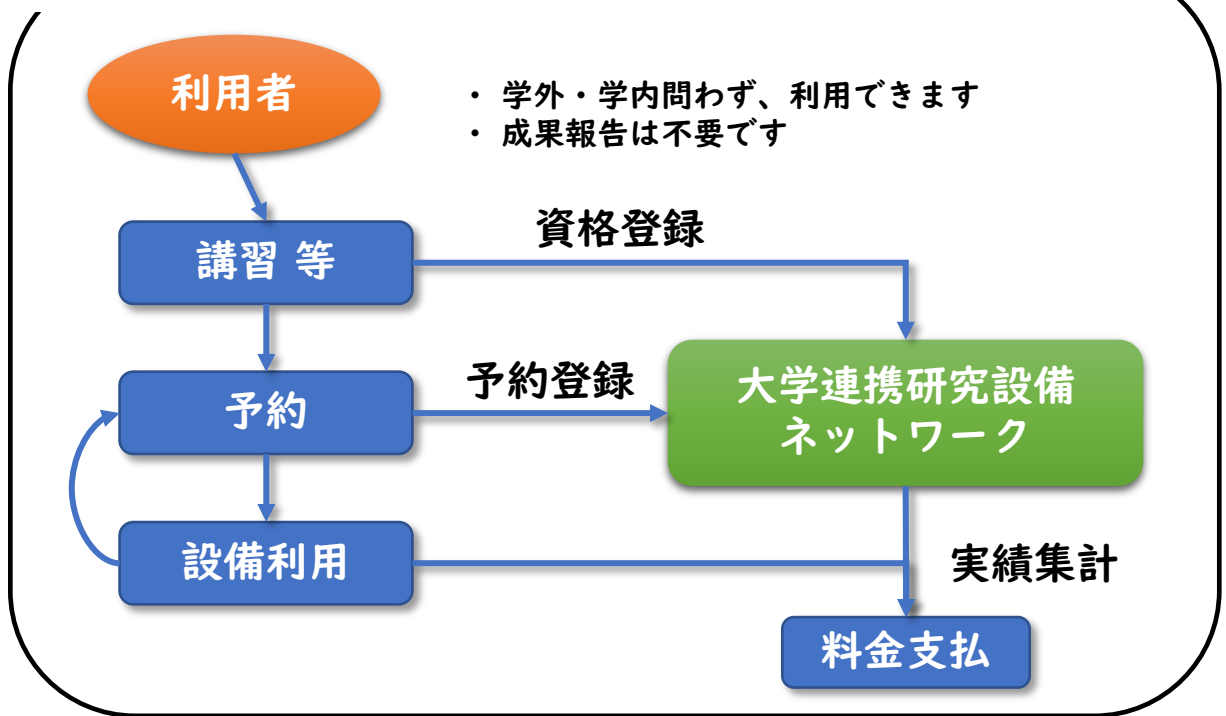 利用者
・ 学外・学内問わず、利用できます
・ 成果報告は不要です
資格登録
講習 等
予約登録
予約
大学連携研究設備
ネットワーク
設備利用
実績集計
料金支払